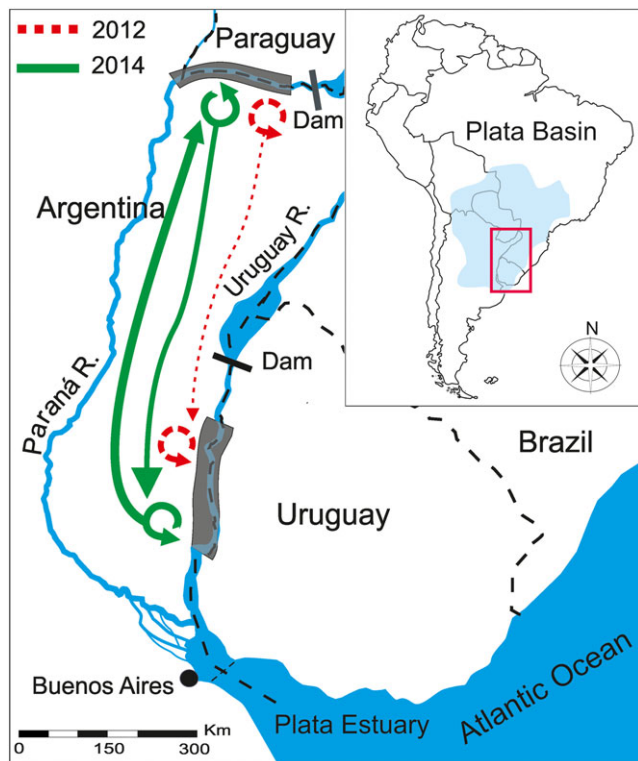 2012
2014
Paraguay
Dam
Argentina
Uruguay R.
Dam
Paraná R.
Uruguay
Brazil
Buenos Aires
Plata Estuary
Atlantic Ocean
Km
0 150 300
Plata Basin
N